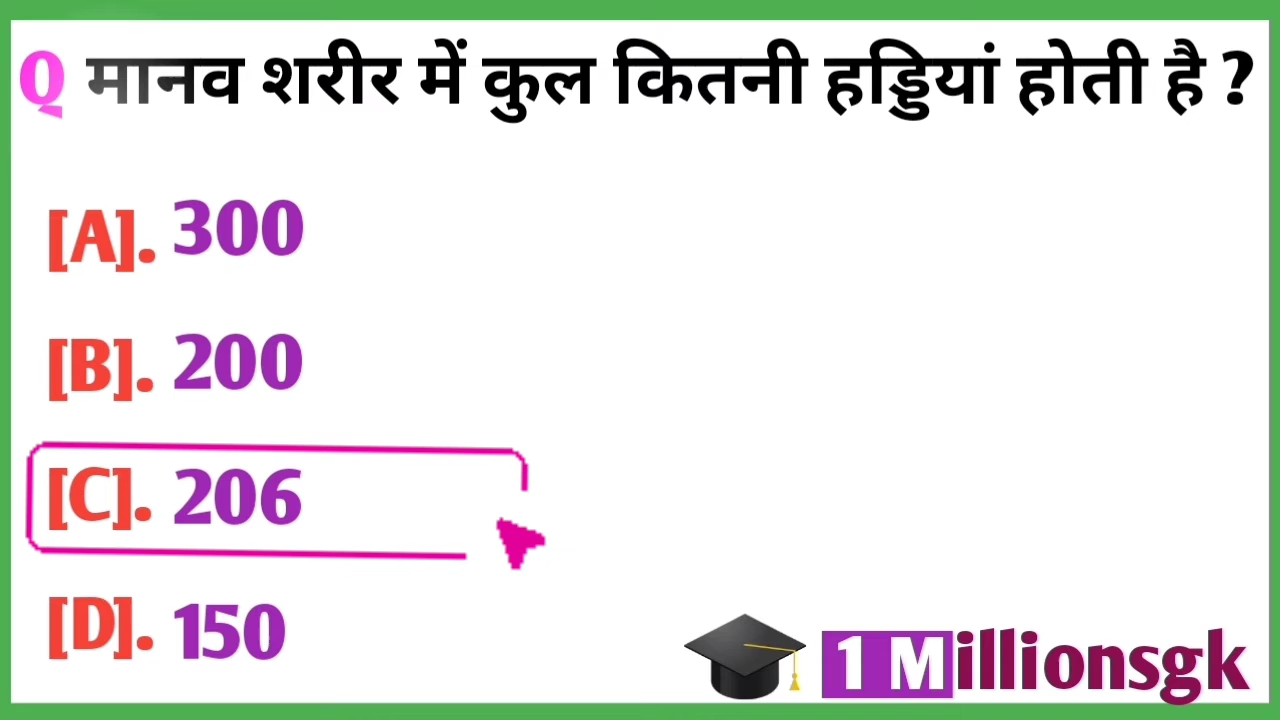 Q मानव शरीर में कुल कितनी हड्डियां होती है ?
[A]. 300
[B]. 200
[C]. 206
[D]. 150
1 Millionsgk